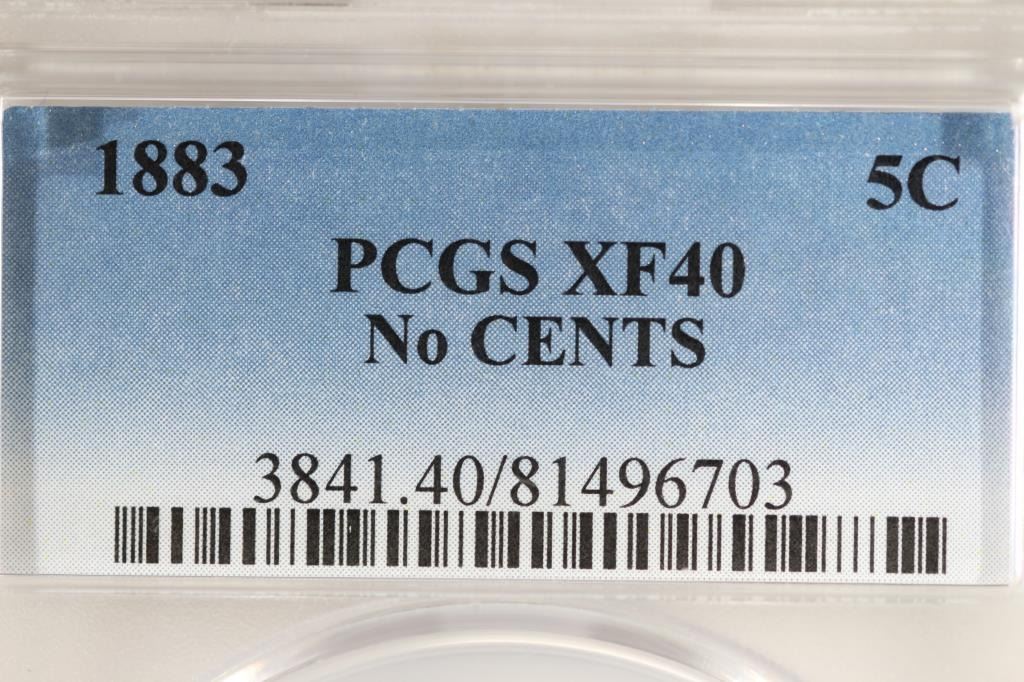 1883 5C
PCGS XF40
No CENTS
3841.40/81496703